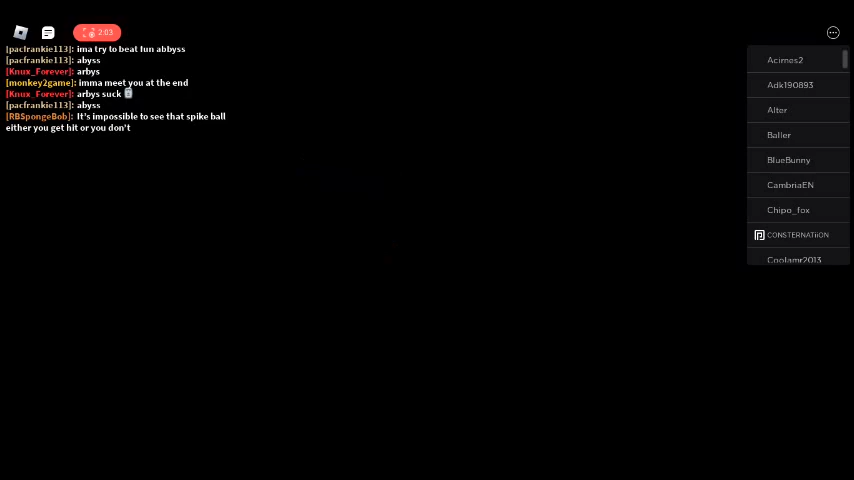 2:03
[pacfrankie113]: ima try to beat fun abbyss
[pacfrankie113]: abyss
[Knux_Forever]: arbys
[monkey2game]: imma meet you at the end
[Knux_Forever]: arbys suck
[pacfrankie113]: abyss
[RBSpongeBob]: It's impossible to see that spike ball
either you get hit or you don't
Acimes2
Adk190893
Alter
Baller
BlueBunny
CambriaEN
Chipo_fox
CONSTERNATiiON
Coolamr2013